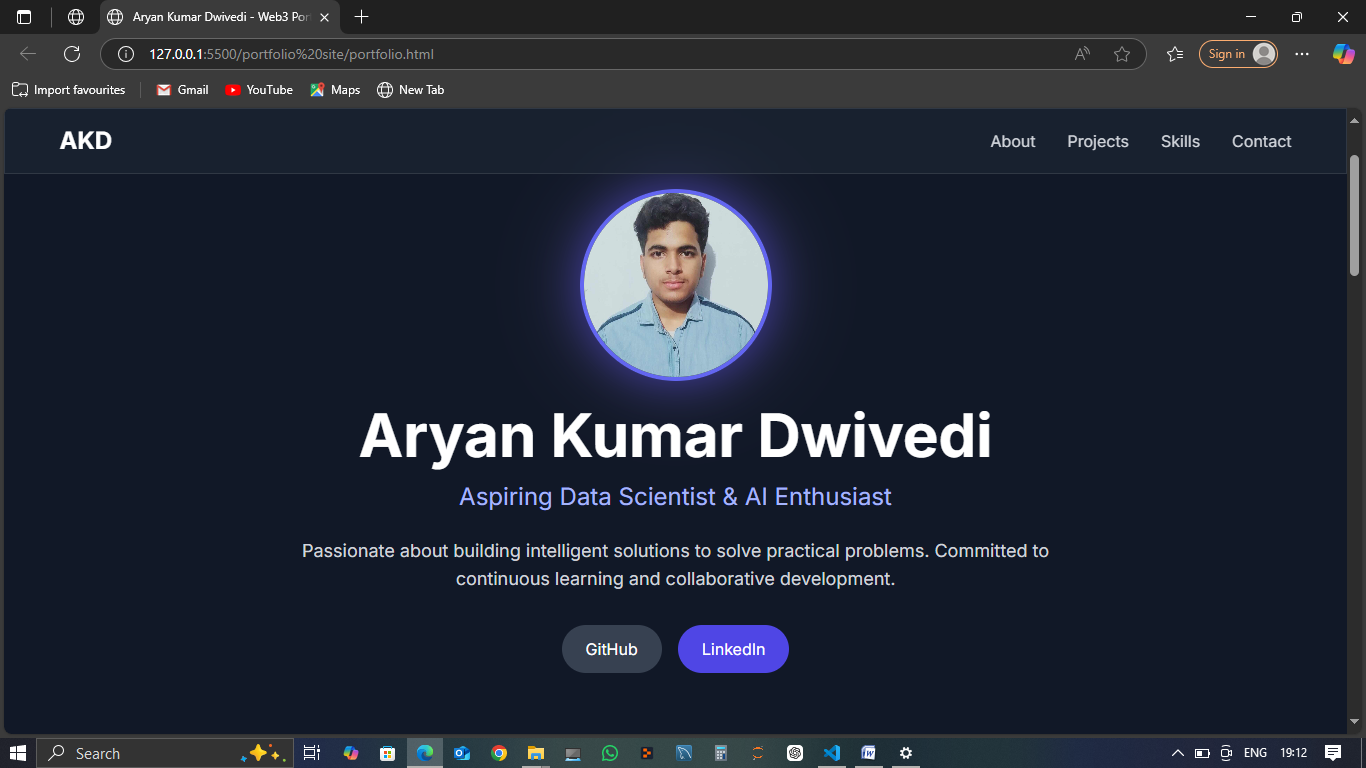 Aryan Kumar Dwivedi - Web3 Por
127.0.0.1:5500/portfolio%20site/portfolio.html
Sign in
Import favourites
Gmail
YouTube
Maps
New Tab
AKD
About
Projects
Skills
Contact
Aryan Kumar Dwivedi
Aspiring Data Scientist & AI Enthusiast
Passionate about building intelligent solutions to solve practical problems. Committed to
continuous learning and collaborative development.
GitHub
LinkedIn
Search
ENG
19:12